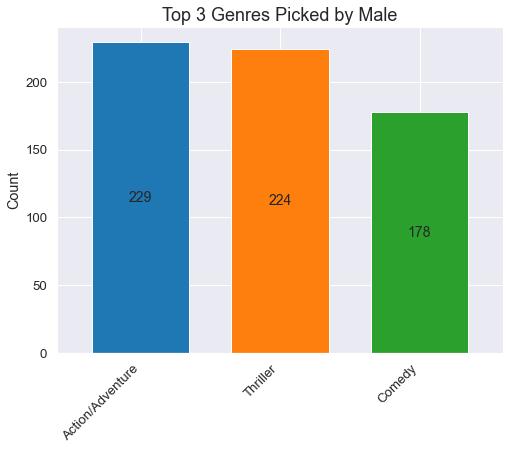 Top 3 Genres Picked by Male
Count
200
150
100
50
0
229
224
178
Action/Adventure
Thriller
Comedy